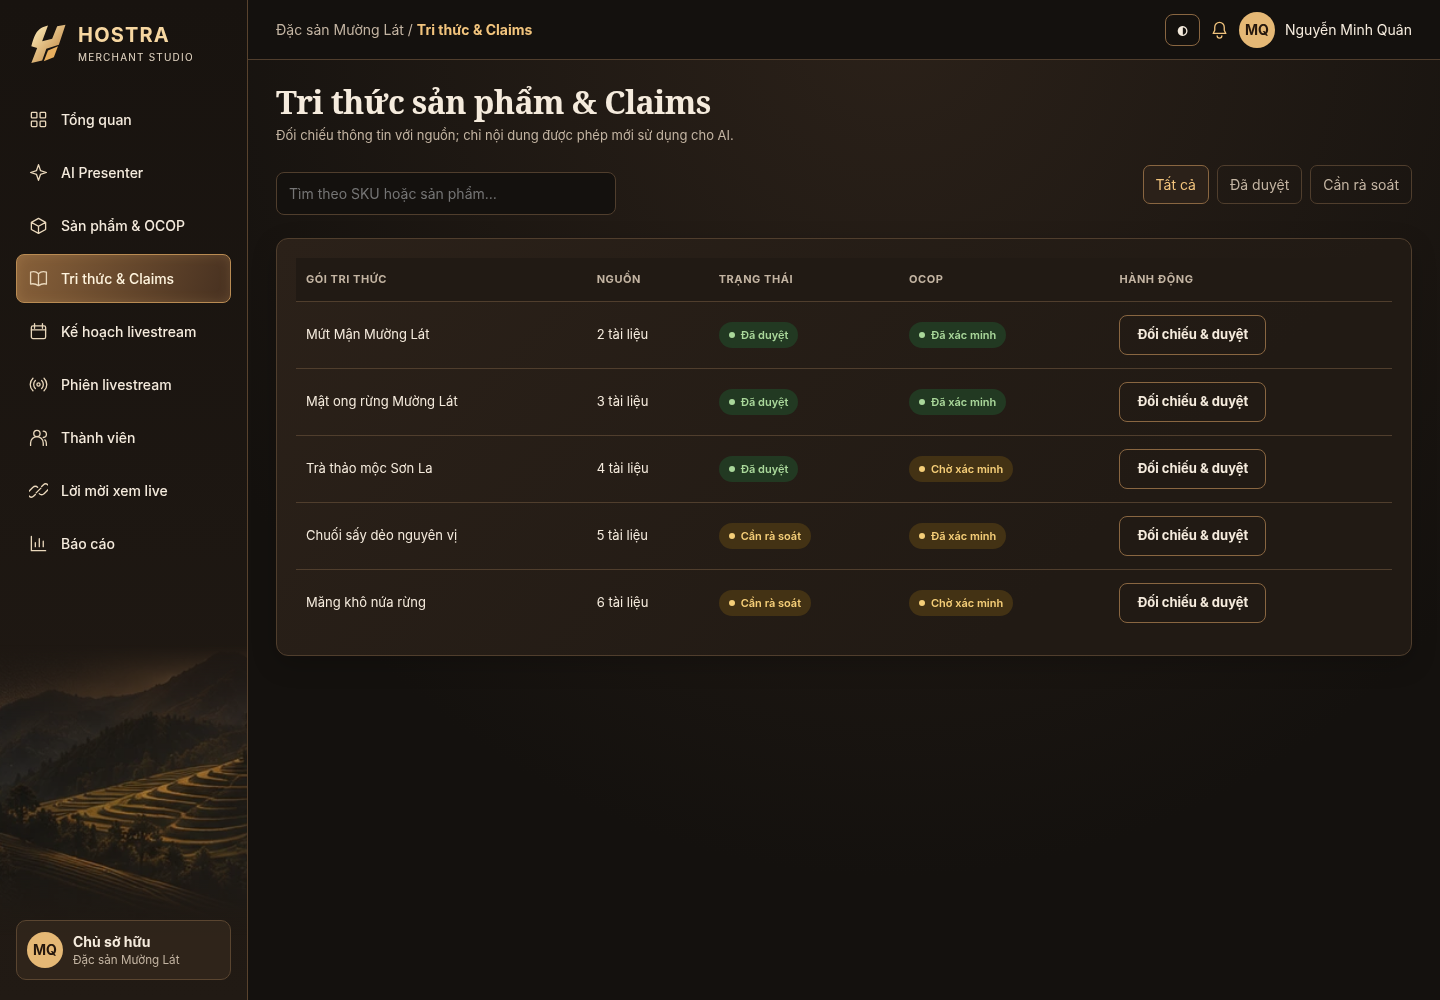 HOSTRA
MERCHANT STUDIO
Tổng quan
AI Presenter
Sản phẩm & OCOP
Tri thức & Claims
Kế hoạch livestream
Phiên livestream
Thành viên
Lời mời xem live
Báo cáo
MQ
Chủ sở hữu
Đặc sản Mường Lát
Đặc sản Mường Lát / Tri thức & Claims
MQ Nguyễn Minh Quân
Tri thức sản phẩm & Claims
Đối chiếu thông tin với nguồn; chỉ nội dung được phép mới sử dụng cho AI.
Tìm theo SKU hoặc sản phẩm...
Tất cả Đã duyệt Cần rà soát
GÓI TRI THỨC NGUỒN TRẠNG THÁI OCOP HÀNH ĐỘNG
Mứt Mận Mường Lát 2 tài liệu Đã duyệt Đã xác minh Đối chiếu & duyệt
Mật ong rừng Mường Lát 3 tài liệu Đã duyệt Đã xác minh Đối chiếu & duyệt
Trà thảo mộc Sơn La 4 tài liệu Đã duyệt Chờ xác minh Đối chiếu & duyệt
Chuối sấy dẻo nguyên vị 5 tài liệu Cần rà soát Đã xác minh Đối chiếu & duyệt
Măng khô nứa rừng 6 tài liệu Cần rà soát Chờ xác minh Đối chiếu & duyệt